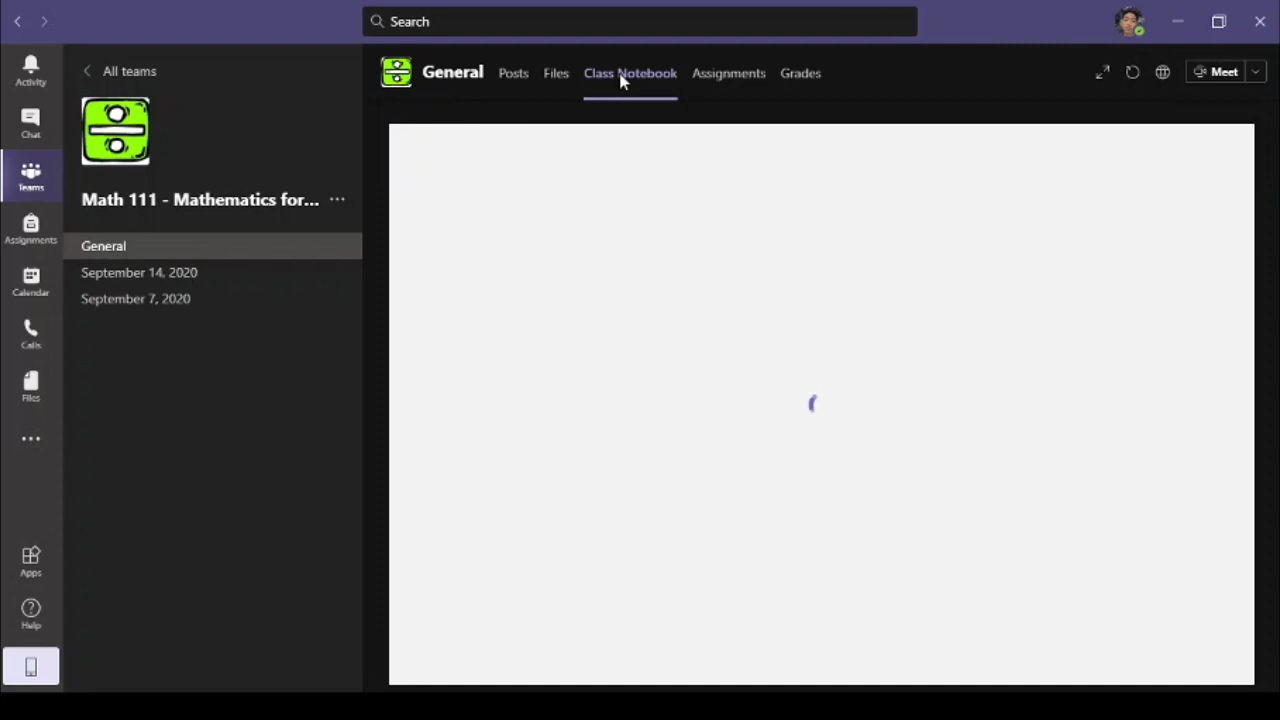 Search
Activity
Chat
Teams
Assignments
Calendar
Calls
Files
Apps
Help
All teams
Math 111 - Mathematics for...
General
September 14, 2020
September 7, 2020
General Posts Files Class Notebook Assignments Grades
Meet